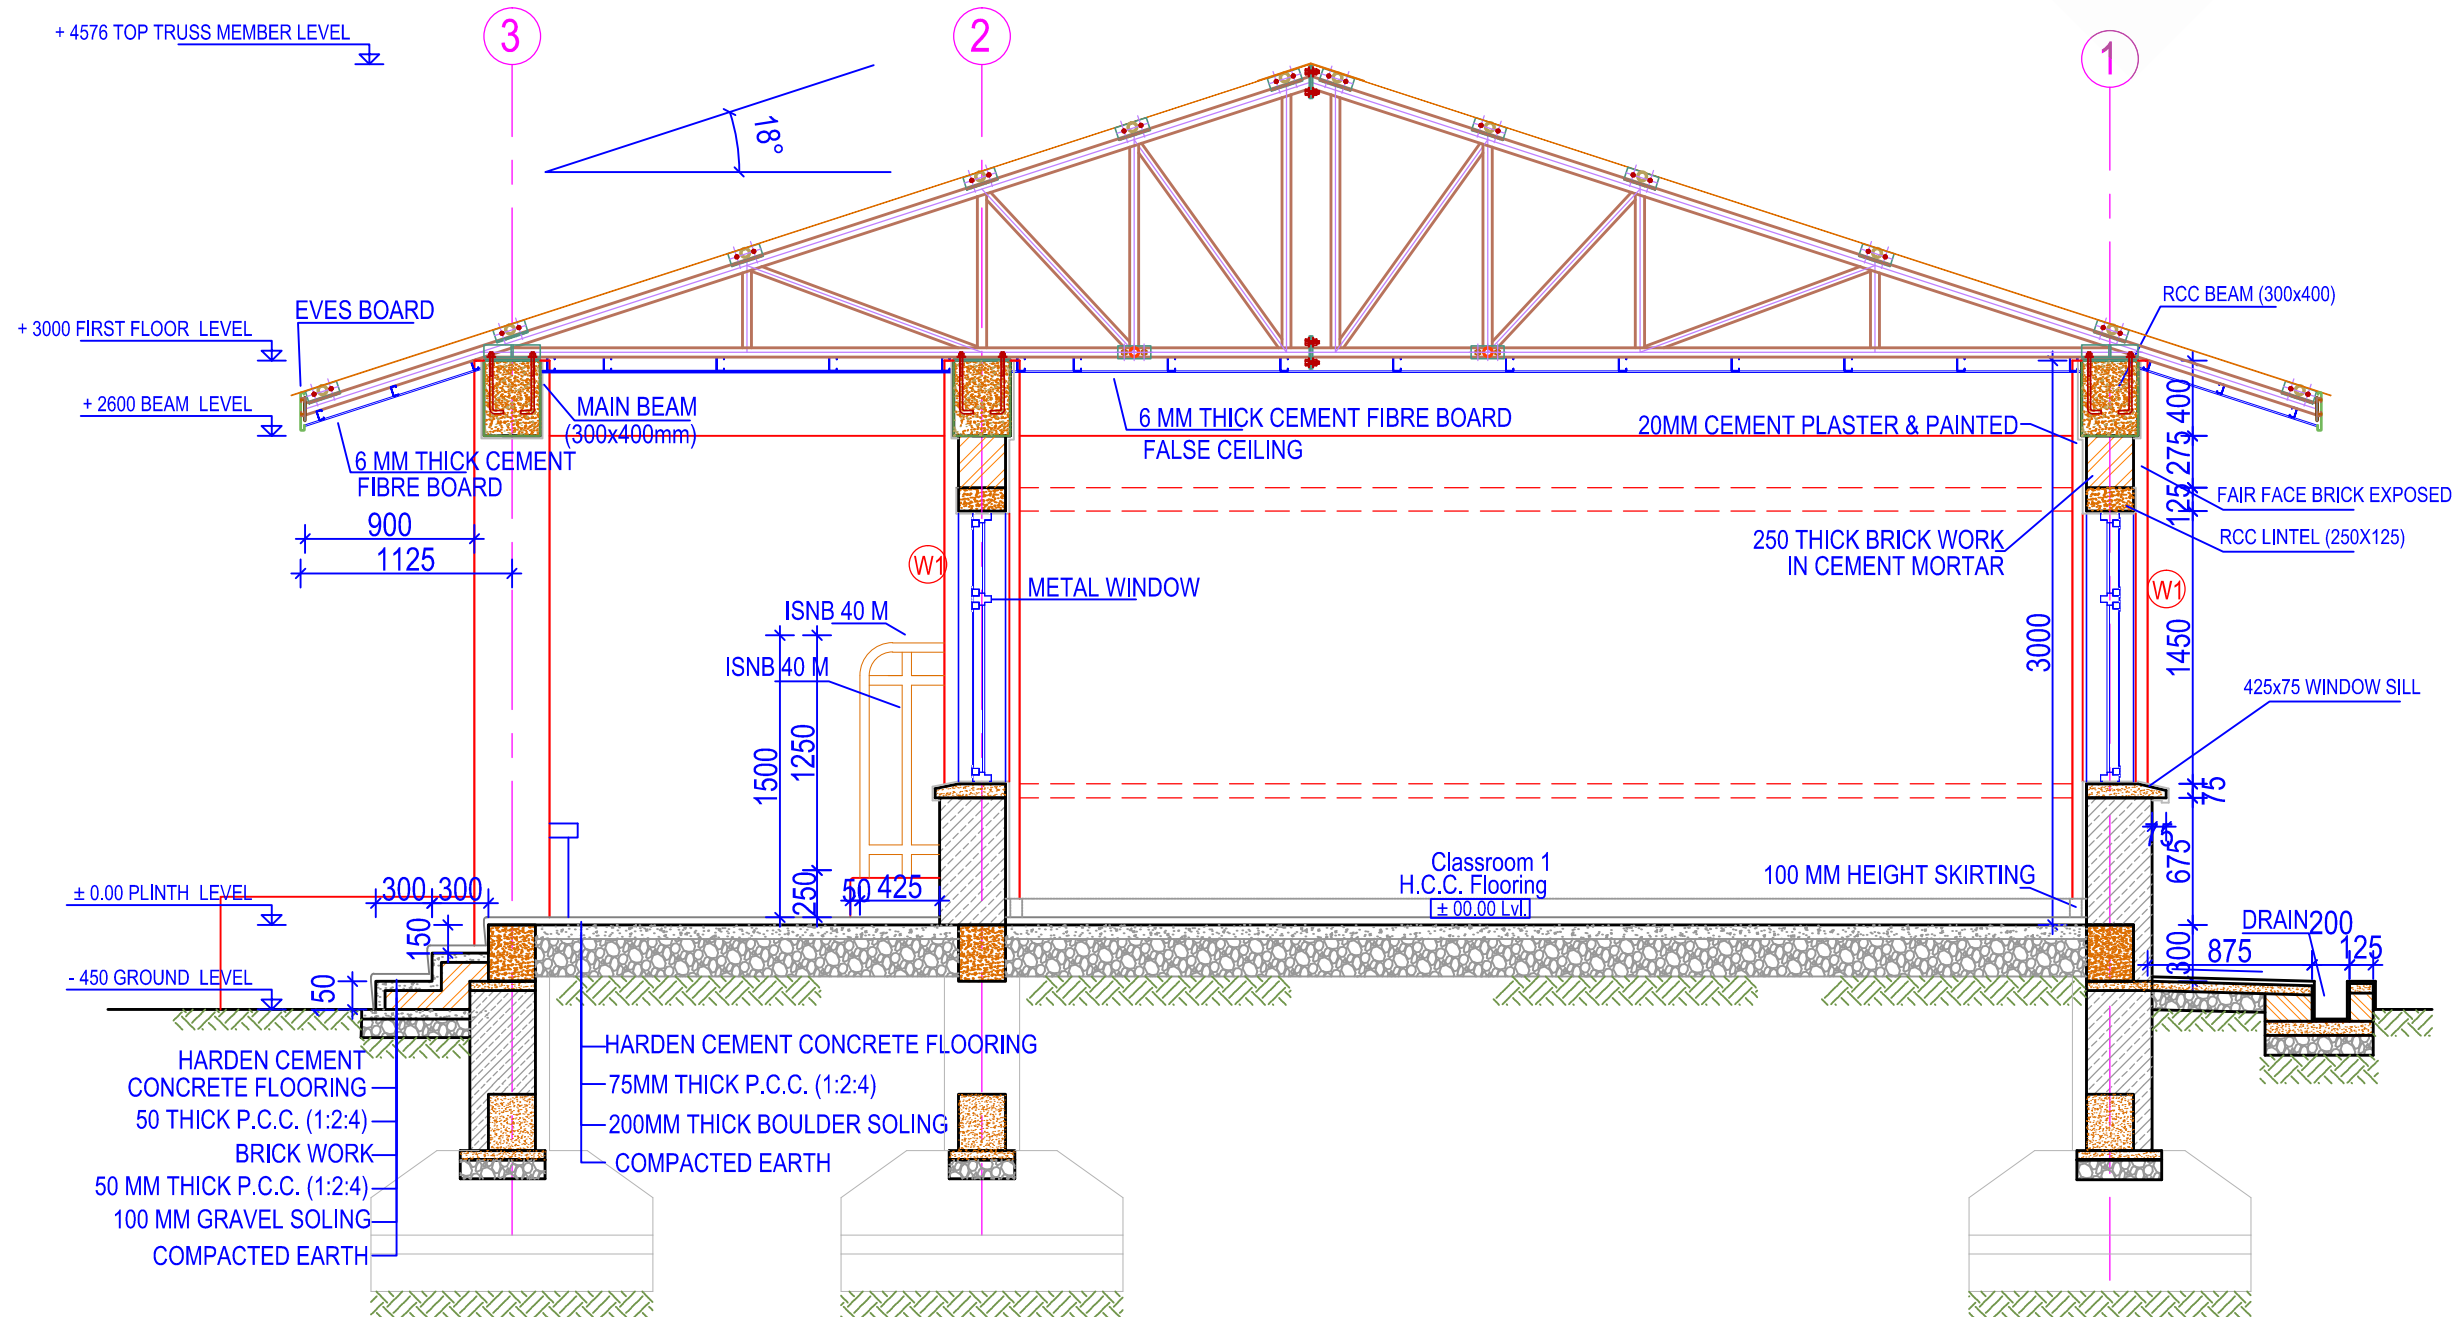 3
2
1
+ 4576 TOP TRUSS MEMBER LEVEL
18°
EVES BOARD
RCC BEAM (300x400)
+ 3000 FIRST FLOOR LEVEL
+ 2600 BEAM LEVEL
MAIN BEAM
(300x400mm)
6 MM THICK CEMENT FIBRE BOARD
FALSE CEILING
20MM CEMENT PLASTER & PAINTED
400
275
125
6 MM THICK CEMENT
FIBRE BOARD
FAIR FACE BRICK EXPOSED
900
1125
250 THICK BRICK WORK
IN CEMENT MORTAR
RCC LINTEL (250X125)
W1
METAL WINDOW
W1
ISNB 40 M
ISNB 40 M
3000
1450
425x75 WINDOW SILL
1500
1250
75
75
675
Classroom 1
H.C.C. Flooring
± 00.00 Lvl.
100 MM HEIGHT SKIRTING
± 0.00 PLINTH LEVEL
300 300
250
50 425
150
DRAIN 200
875
125
300
- 450 GROUND LEVEL
150
HARDEN CEMENT
CONCRETE FLOORING
50 THICK P.C.C. (1:2:4)
BRICK WORK
50 MM THICK P.C.C. (1:2:4)
100 MM GRAVEL SOLING
COMPACTED EARTH
HARDEN CEMENT CONCRETE FLOORING
75MM THICK P.C.C. (1:2:4)
200MM THICK BOULDER SOLING
COMPACTED EARTH